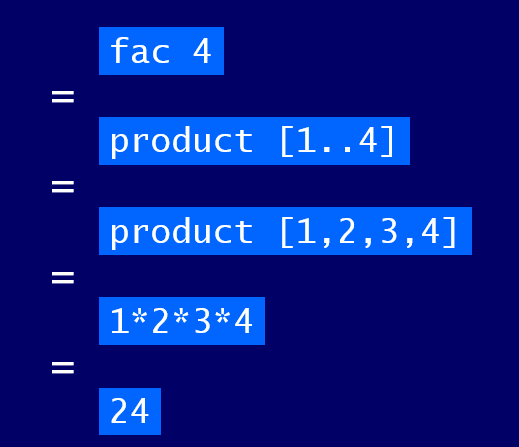 fac 4
=
product [1..4]
=
product [1,2,3,4]
=
1*2*3*4
=
24